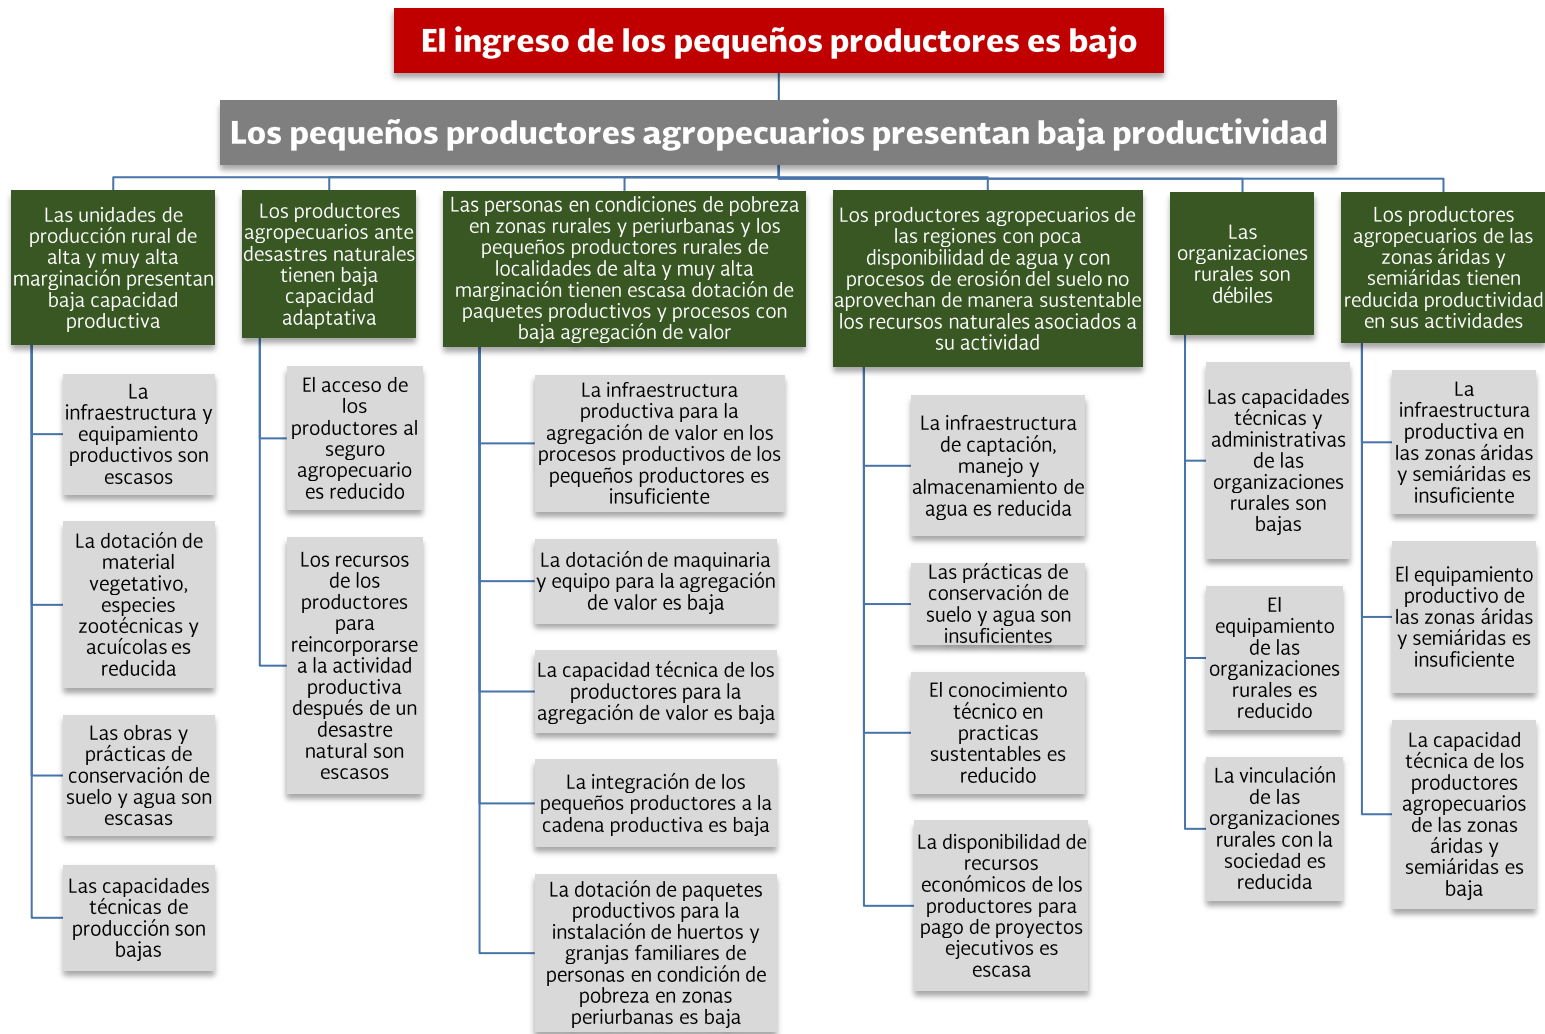 El ingreso de los pequeños productores es bajo
Los pequeños productores agropecuarios presentan baja productividad
Las unidades de
producción rural de
alta y muy alta
marginación presentan
baja capacidad
productiva
La
infraestructura y
equipamiento
productivos son
escasos
La dotación de
material
vegetativo,
especies
zootécnicas y
acuícolas es
reducida
Las obras y
prácticas de
conservación de
suelo y agua son
escasas
Las capacidades
técnicas de
producción son
bajas
Los productores
agropecuarios ante
desastres naturales
tienen baja
capacidad
adaptativa
El acceso de
los
productores al
seguro
agropecuario
es reducido
Los recursos
de los
productores
para
reincorporarse
a la actividad
productiva
después de un
desastre
natural son
escasos
Las personas en condiciones de pobreza
en zonas rurales y periurbanas y los
pequeños productores rurales de
localidades de alta y muy alta
marginación tienen escasa dotación de
paquetes productivos y procesos con
baja agregación de valor
La infraestructura
productiva para la
agregación de valor en los
procesos productivos de los
pequeños productores es
insuficiente
La dotación de maquinaria
y equipo para la agregación
de valor es baja
La capacidad técnica de los
productores para la
agregación de valor es baja
La integración de los
pequeños productores a la
cadena productiva es baja
La dotación de paquetes
productivos para la
instalación de huertos y
granjas familiares de
personas en condición de
pobreza en zonas
periurbanas es baja
Los productores agropecuarios de
las regiones con poca
disponibilidad de agua y con
procesos de erosión del suelo no
aprovechan de manera sustentable
los recursos naturales asociados a
su actividad
La infraestructura
de captación,
manejo y
almacenamiento de
agua es reducida
Las prácticas de
conservación de
suelo y agua son
insuficientes
El conocimiento
técnico en
practicas
sustentables es
reducido
La disponibilidad de
recursos
económicos de los
productores para
pago de proyectos
ejecutivos es
escasa
Las
organizaciones
rurales son
débiles
Las capacidades
técnicas y
administrativas
de las
organizaciones
rurales son
bajas
El
equipamiento
de las
organizaciones
rurales es
reducido
La vinculación
de las
organizaciones
rurales con la
sociedad es
reducida
Los productores
agropecuarios de las
zonas áridas y
semiáridas tienen
reducida productividad
en sus actividades
La
infraestructura
productiva en
las zonas áridas
y semiáridas es
insuficiente
El equipamiento
productivo de
las zonas áridas
y semiáridas es
insuficiente
La capacidad
técnica de los
productores
agropecuarios
de las zonas
áridas y
semiáridas es
baja